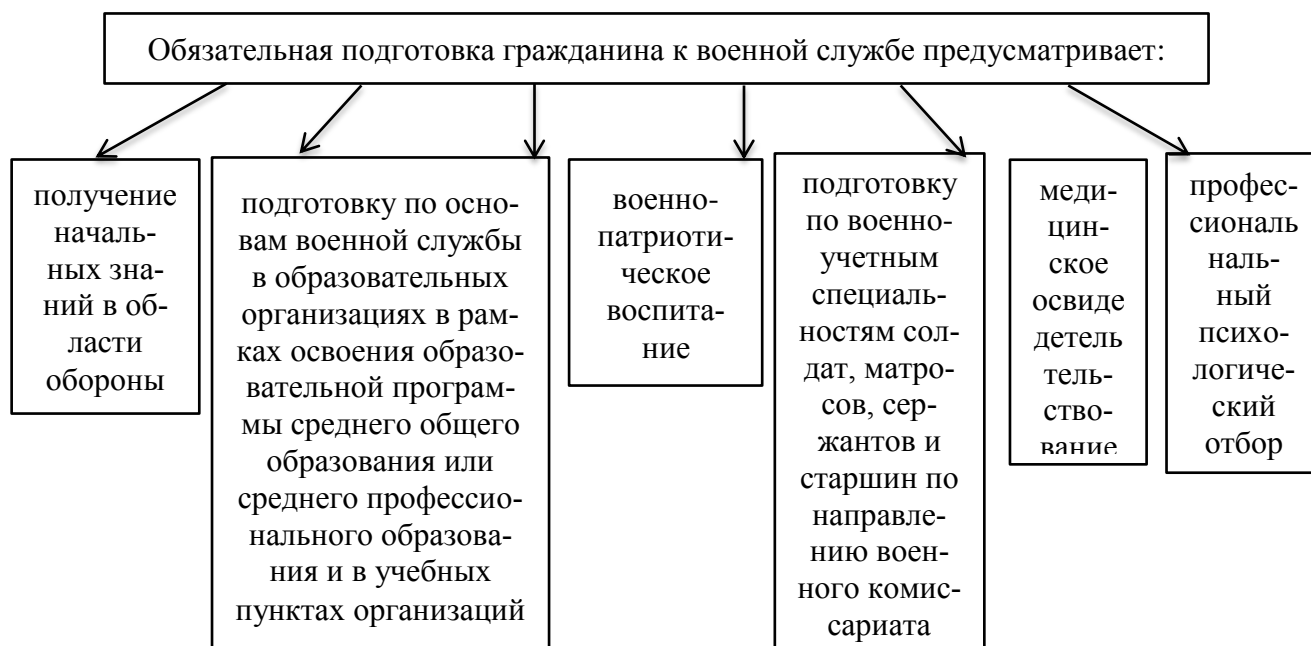 Обязательная подготовка гражданина к военной службе предусматривает:
получение
началь-
ных зна-
ний в об-
ласти
обороны
подготовку по осно-
вам военной службы
в образовательных
организациях в рам-
ках освоения образо-
вательной програм-
мы среднего общего
образования или
среднего профессио-
нального образова-
ния и в учебных
пунктах организаций
военно-
патриоти-
ческое
воспита-
ние
подготовку
по военно-
учетным
специаль-
ностям сол-
дат, матро-
сов, сер-
жантов и
старшин по
направле-
нию воен-
ного комис-
сариата
меди-
цин-
ское
освиде
детель
тель-
ство-
вание
профес-
сиональ
наль-
ный
психо-
логиче-
ский
отбор